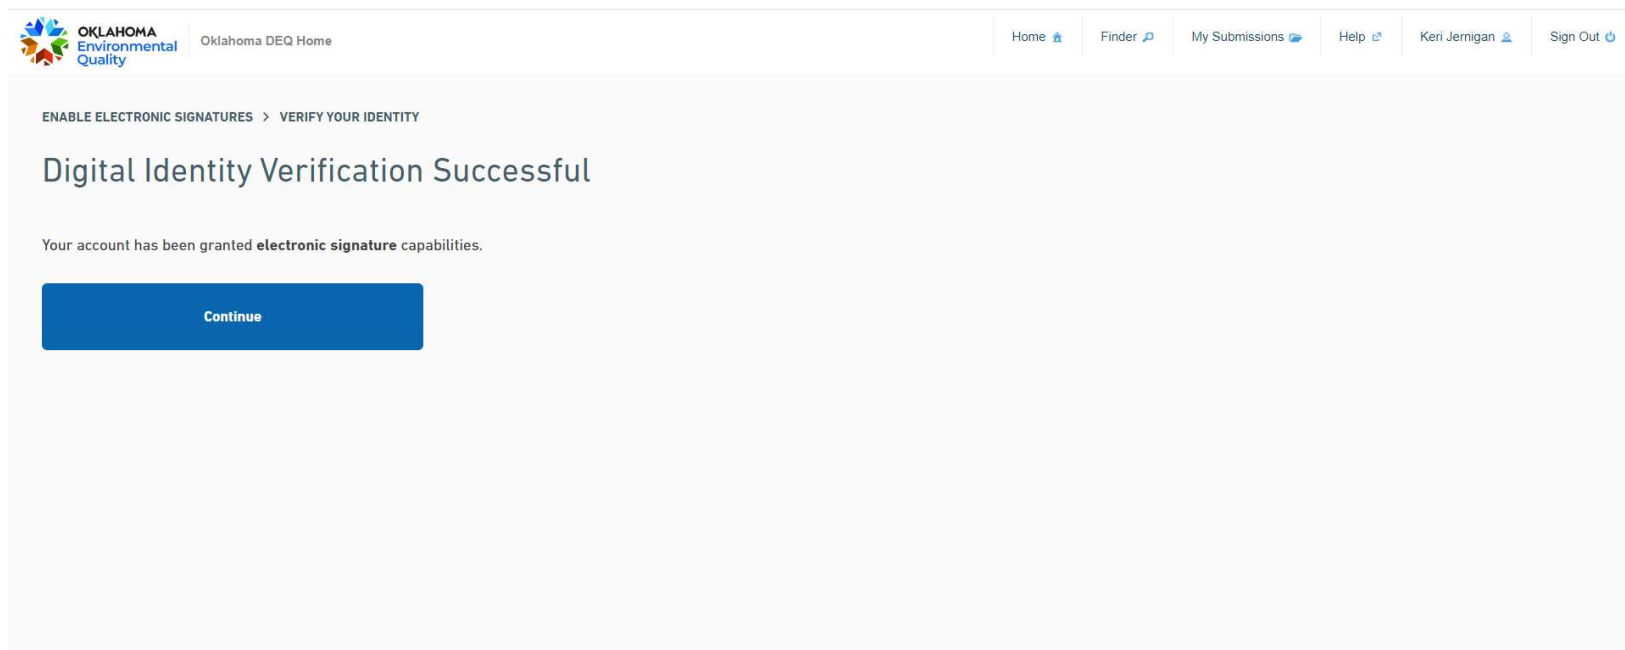 OKLAHOMA
Environmental
Quality
Oklahoma DEQ Home
Home
Finder
My Submissions
Help
Keri Jernigan
Sign Out
ENABLE ELECTRONIC SIGNATURES > VERIFY YOUR IDENTITY
Digital Identity Verification Successful
Your account has been granted electronic signature capabilities.
Continue